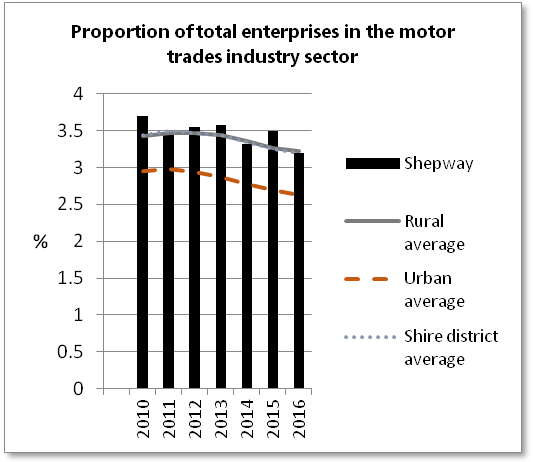 Proportion of total enterprises in the motor
trades industry sector
4
3.5
3
2.5
2
1.5
1
0.5
0
%
2010
2011
2012
2013
2014
2015
2016
Shepway
Rural
average
Urban
average
Shire district
average